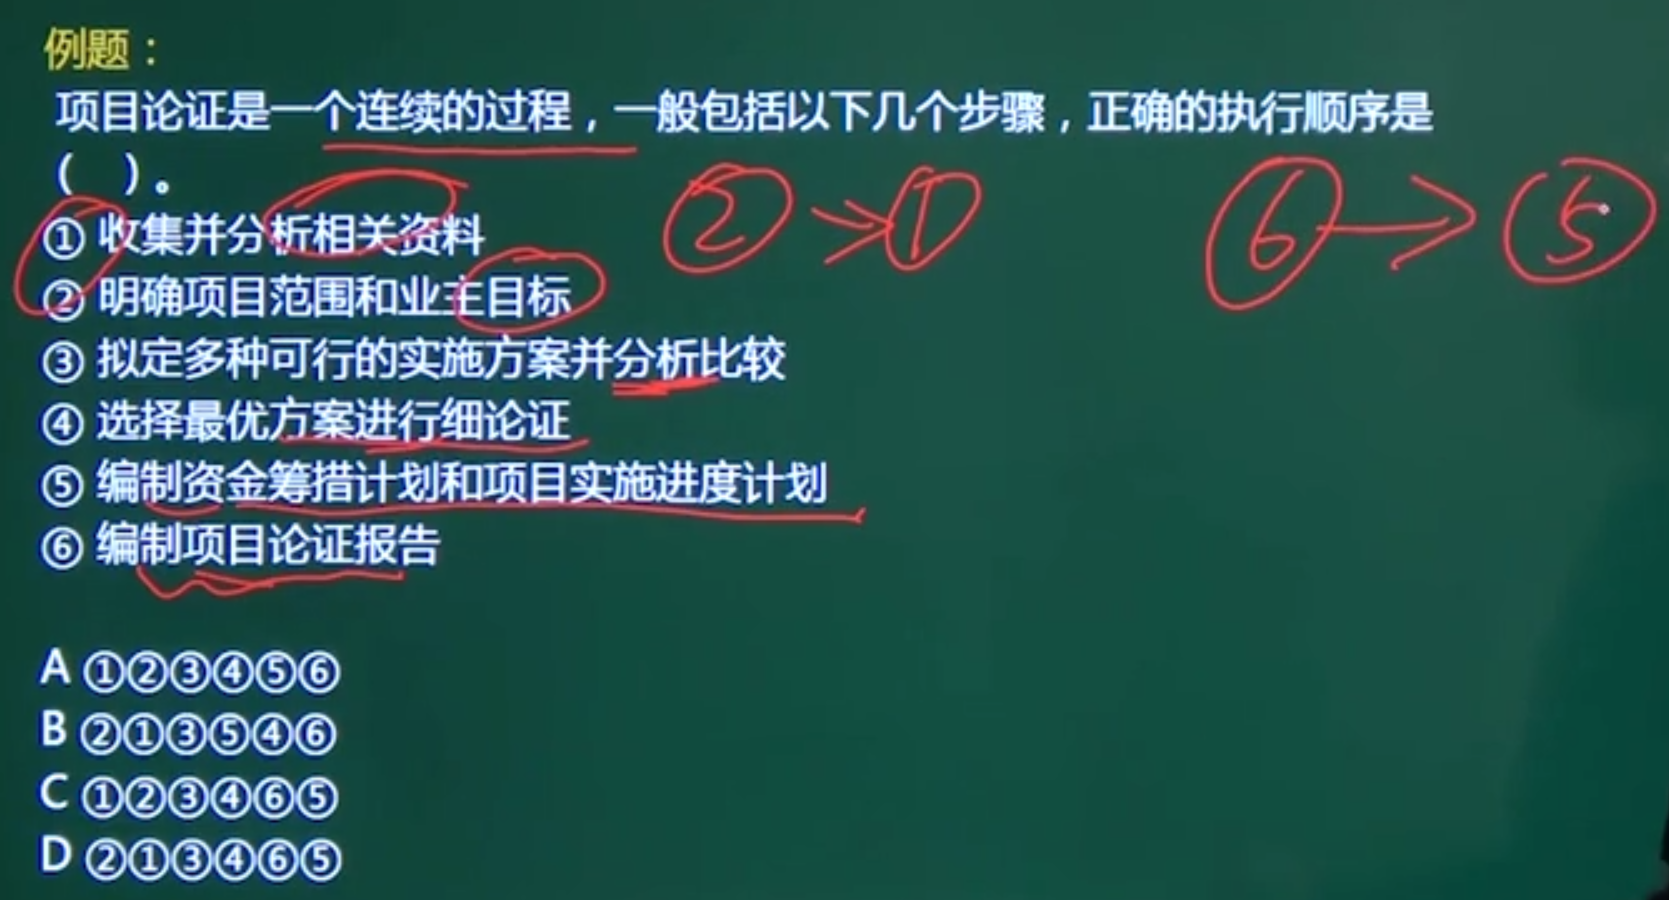 例题：
项目论证是一个连续的过程，一般包括以下几个步骤，正确的执行顺序是
（ ）。
② → ① ⑥ → ⑤
① 收集并分析相关资料
② 明确项目范围和业主目标
③ 拟定多种可行的实施方案并分析比较
④ 选择最优方案进行细论证
⑤ 编制资金筹措计划和项目实施进度计划
⑥ 编制项目论证报告
A ①②③④⑤⑥
B ②①③⑤④⑥
C ①②③④⑥⑤
D ②①③④⑥⑤